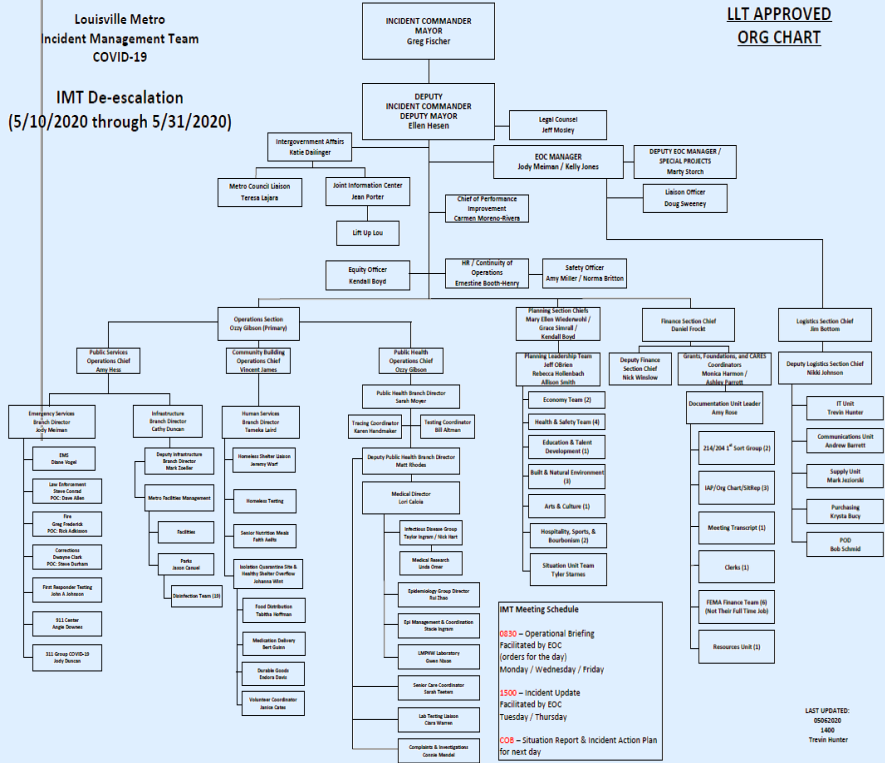 Louisville Metro
Incident Management Team
COVID-19
IMT De-escalation
(5/10/2020 through 5/31/2020)
LLT APPROVED
ORG CHART
INCIDENT COMMANDER
MAYOR
Greg Fischer
DEPUTY
INCIDENT COMMANDER
DEPUTY MAYOR
Ellen Hesen
Legal Counsel
Jeff Mosley
Intergovernment Affairs
Katie Dailinger
EOC MANAGER
Jody Meiman / Kelly Jones
DEPUTY EOC MANAGER /
SPECIAL PROJECTS
Marty Storch
Metro Council Liaison
Teresa Lajara
Joint Information Center
Jean Porter
Liaison Officer
Doug Sweeney
Chief of Performance
Improvement
Carmen Moreno-Rivera
Lift Up Lou
Equity Officer
Kendall Boyd
HR / Continuity of
Operations
Ernestine Booth-Henry
Safety Officer
Amy Miller / Norma Britton
Operations Section
Ozzy Gibson (Primary)
Planning Section Chiefs
Mary Ellen Wiederwohl /
Grace Simrall /
Kendall Boyd
Finance Section Chief
Daniel Frockt
Logistics Section Chief
Jim Bottom
Public Services
Operations Chief
Amy Hess
Community Building
Operations Chief
Vincent James
Public Health
Operations Chief
Ozzy Gibson
Planning Leadership Team
Jeff OBrien
Rebecca Hollenbach
Allison Smith
Deputy Finance
Section Chief
Nick Winslow
Grants, Foundations, and CARES
Coordinators
Monica Harmon /
Ashley Parrott
Deputy Logistics Section Chief
Nikki Johnson
Emergency Services
Branch Director
Jody Meiman
Infrastructure
Branch Director
Cathy Duncan
Human Services
Branch Director
Tameka Laird
Public Health Branch Director
Sarah Moyer
Tracing Coordinator
Karen Handmaker
Testing Coordinator
Bill Altman
Deputy Public Health Branch Director
Matt Rhodes
Medical Director
Lori Caloia
EMS
Diane Vogel
Law Enforcement
Steve Conrad
POC: Dave Allen
Fire
Greg Frederick
POC: Rick Adkisson
Corrections
Dwayne Clark
POC: Steve Durham
First Responder Testing
John A Johnson
911 Center
Angie Downes
311 Group COVID-19
Jody Duncan
Deputy Infrastructure
Branch Director
Mark Zoeller
Metro Facilities Management
Facilities
Parks
Jason Canuel
Disinfection Team (19)
Homeless Shelter Liaison
Jeremy Warf
Homeless Testing
Senior Nutrition Meals
Faith Aeilts
Isolation Quarantine Site &
Healthy Shelter Overflow
Johanna Wint
Food Distribution
Tabitha Hoffman
Medication Delivery
Bert Guinn
Durable Goods
Endora Davis
Volunteer Coordinator
Janice Cates
Infectious Disease Group
Taylor Ingram / Nick Hart
Medical Research
Linda Omer
Epidemiology Group Director
Rui Zhao
Epi Management & Coordination
Stacie Ingram
LMPHW Laboratory
Gwen Nixon
Senior Care Coordinator
Sarah Teeters
Lab Testing Liaison
Ciara Warren
Complaints & Investigations
Connie Mendel
Economy Team (2)
Health & Safety Team (4)
Education & Talent
Development (1)
Built & Natural Environment
(3)
Arts & Culture (1)
Hospitality, Sports, &
Bourbonism (2)
Situation Unit Team
Tyler Starnes
Documentation Unit Leader
Amy Rose
214/204 1st Sort Group (2)
IAP/Org Chart/SitRep (3)
Meeting Transcript (1)
Clerks (1)
FEMA Finance Team (6)
(Not Their Full Time Job)
Resources Unit (1)
IT Unit
Trevin Hunter
Communications Unit
Andrew Barrett
Supply Unit
Mark Jeziorski
Purchasing
Krysta Bucy
POD
Bob Schmid
IMT Meeting Schedule
0830 – Operational Briefing
Facilitated by EOC
(orders for the day)
Monday / Wednesday / Friday
1500 – Incident Update
Facilitated by EOC
Tuesday / Thursday
COB – Situation Report & Incident Action Plan
for next day
LAST UPDATED:
05062020
1400
Trevin Hunter